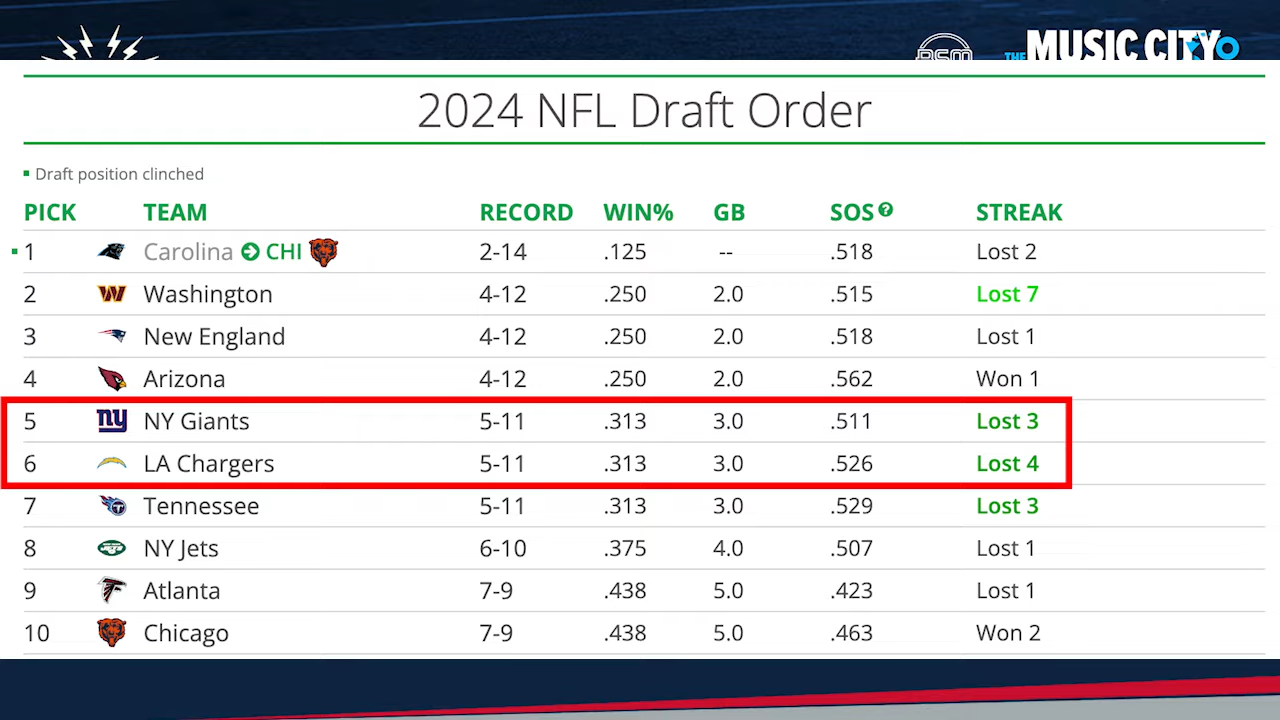 THE MUSIC CITY
2024 NFL Draft Order
Draft position clinched
PICK TEAM RECORD WIN% GB SOS ? STREAK
1 Carolina CHI 2-14 .125 -- .518 Lost 2
2 W Washington 4-12 .250 2.0 .515 Lost 7
3 New England 4-12 .250 2.0 .518 Lost 1
4 Arizona 4-12 .250 2.0 .562 Won 1
5 ny NY Giants 5-11 .313 3.0 .511 Lost 3
6 LA Chargers 5-11 .313 3.0 .526 Lost 4
7 Tennessee 5-11 .313 3.0 .529 Lost 3
8 NY Jets 6-10 .375 4.0 .507 Lost 1
9 Atlanta 7-9 .438 5.0 .423 Lost 1
10 Chicago 7-9 .438 5.0 .463 Won 2